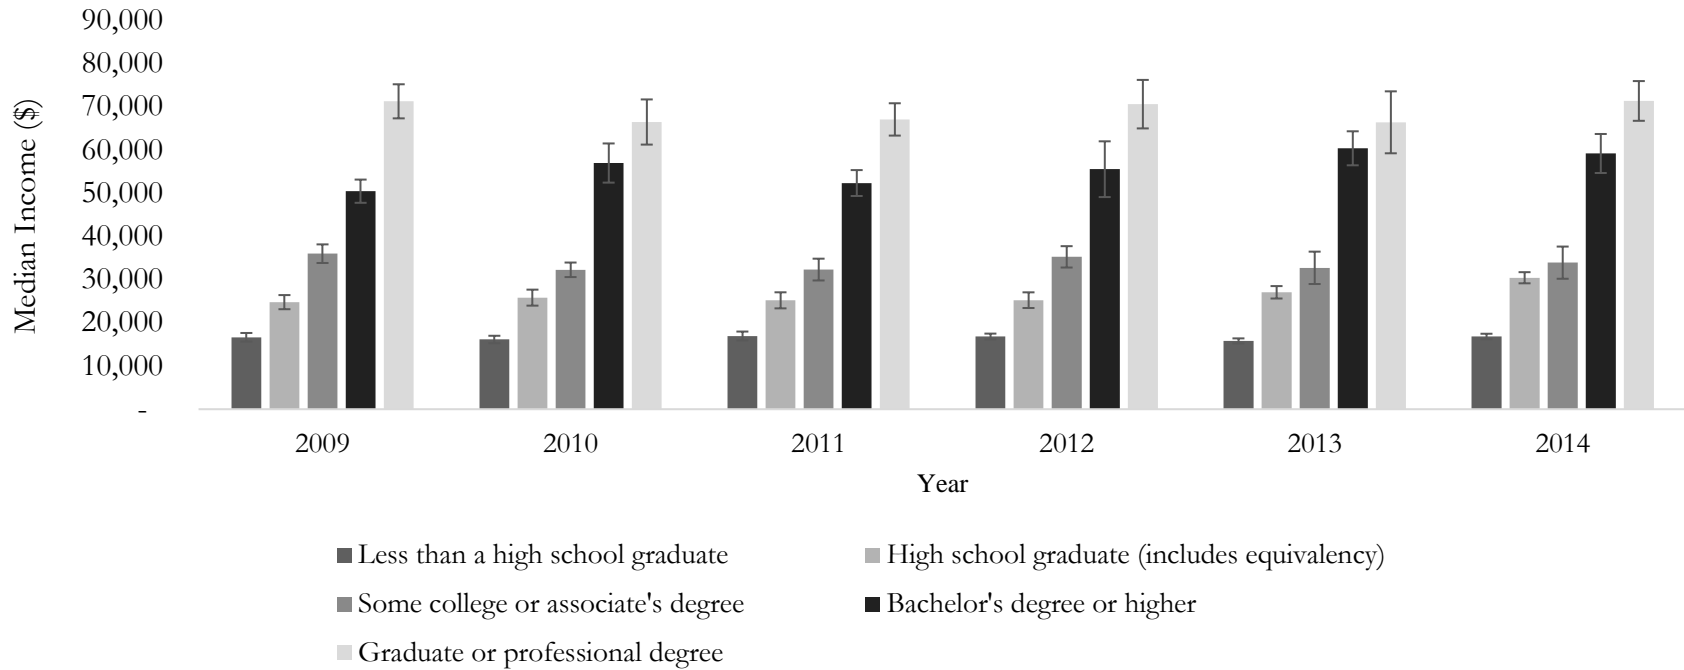 90,000
80,000
70,000
60,000
50,000
40,000
30,000
20,000
10,000
-
Median Income ($)
2009 2010 2011 2012 2013 2014
Year
Less than a high school graduate High school graduate (includes equivalency)
Some college or associate's degree Bachelor's degree or higher
Graduate or professional degree